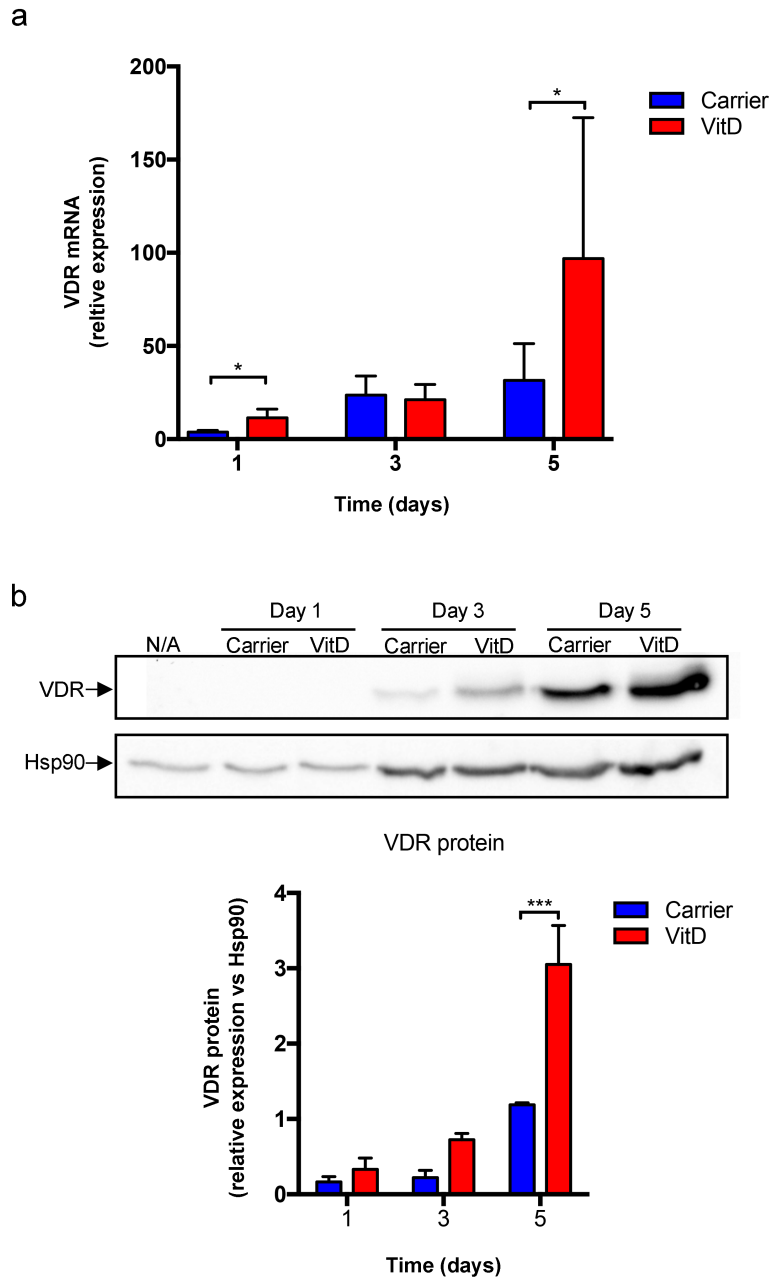 a
200
150
100
50
0
VDR mRNA
(reltive expression)
*
*
Carrier
VitD
1 3 5
Time (days)
b
Day 1 Day 3 Day 5
N/A Carrier VitD Carrier VitD Carrier VitD
VDR
Hsp90
VDR protein
4
3
2
1
0
VDR protein
(relative expression vs Hsp90)
***
Carrier
VitD
1 3 5
Time (days)